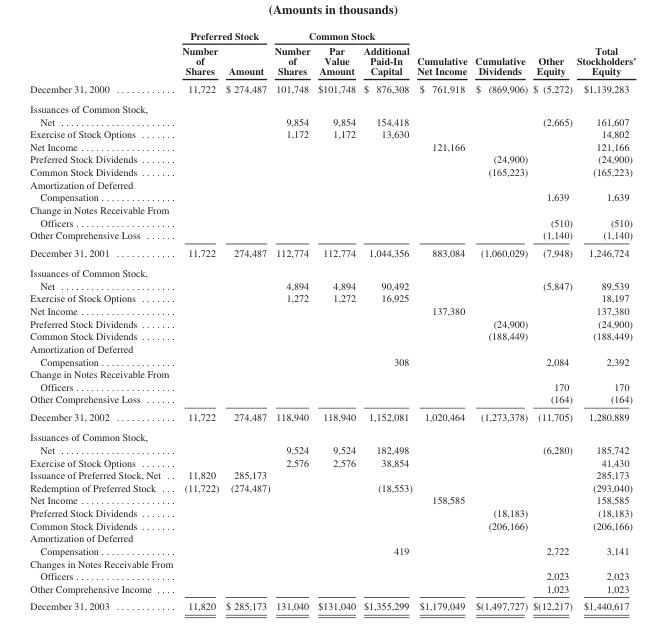 (Amounts in thousands)
Preferred Stock Common Stock
Number Number Par Additional Total
of of Value Paid-In Cumulative Cumulative Other Stockholders'
Shares Amount Shares Amount Capital Net Income Dividends Equity Equity
December 31, 2000 ............ 11,722 $ 274,487 101,748 $101,748 $ 876,308 $ 761,918 $ (869,906) $ (5,272) $1,139,283
Issuances of Common Stock,
Net ..................... 9,854 9,854 154,418 (2,665) 161,607
Exercise of Stock Options ....... 1,172 1,172 13,630 14,802
Net Income .................. 121,166 121,166
Preferred Stock Dividends ....... (24,900) (24,900)
Common Stock Dividends ....... (165,223) (165,223)
Amortization of Deferred
Compensation ............... 1,639 1,639
Change in Notes Receivable From
Officers .................... (510) (510)
Other Comprehensive Loss ...... (1,140) (1,140)
December 31, 2001 ............ 11,722 274,487 112,774 112,774 1,044,356 883,084 (1,060,029) (7,948) 1,246,724
Issuances of Common Stock,
Net ..................... 4,894 4,894 90,492 (5,847) 89,539
Exercise of Stock Options ....... 1,272 1,272 16,925 18,197
Net Income .................. 137,380 137,380
Preferred Stock Dividends ....... (24,900) (24,900)
Common Stock Dividends ....... (188,449) (188,449)
Amortization of Deferred
Compensation ............... 308 2,084 2,392
Change in Notes Receivable From
Officers .................... 170 170
Other Comprehensive Loss ...... (164) (164)
December 31, 2002 ............ 11,722 274,487 118,940 118,940 1,152,081 1,020,464 (1,273,378) (11,705) 1,280,889
Issuances of Common Stock,
Net ..................... 9,524 9,524 182,498 (6,280) 185,742
Exercise of Stock Options ....... 2,576 2,576 38,854 41,430
Issuance of Preferred Stock, Net .. 11,820 285,173 285,173
Redemption of Preferred Stock ... (11,722) (274,487) (18,553) (293,040)
Net Income .................. 158,585 158,585
Preferred Stock Dividends ....... (18,183) (18,183)
Common Stock Dividends ....... (206,166) (206,166)
Amortization of Deferred
Compensation ............... 419 2,722 3,141
Changes in Notes Receivable From
Officers .................... 2,023 2,023
Other Comprehensive Income .... 1,023 1,023
December 31, 2003 ............ 11,820 $ 285,173 131,040 $131,040 $1,355,299 $1,179,049 $(1,497,727) $(12,217) $1,440,617